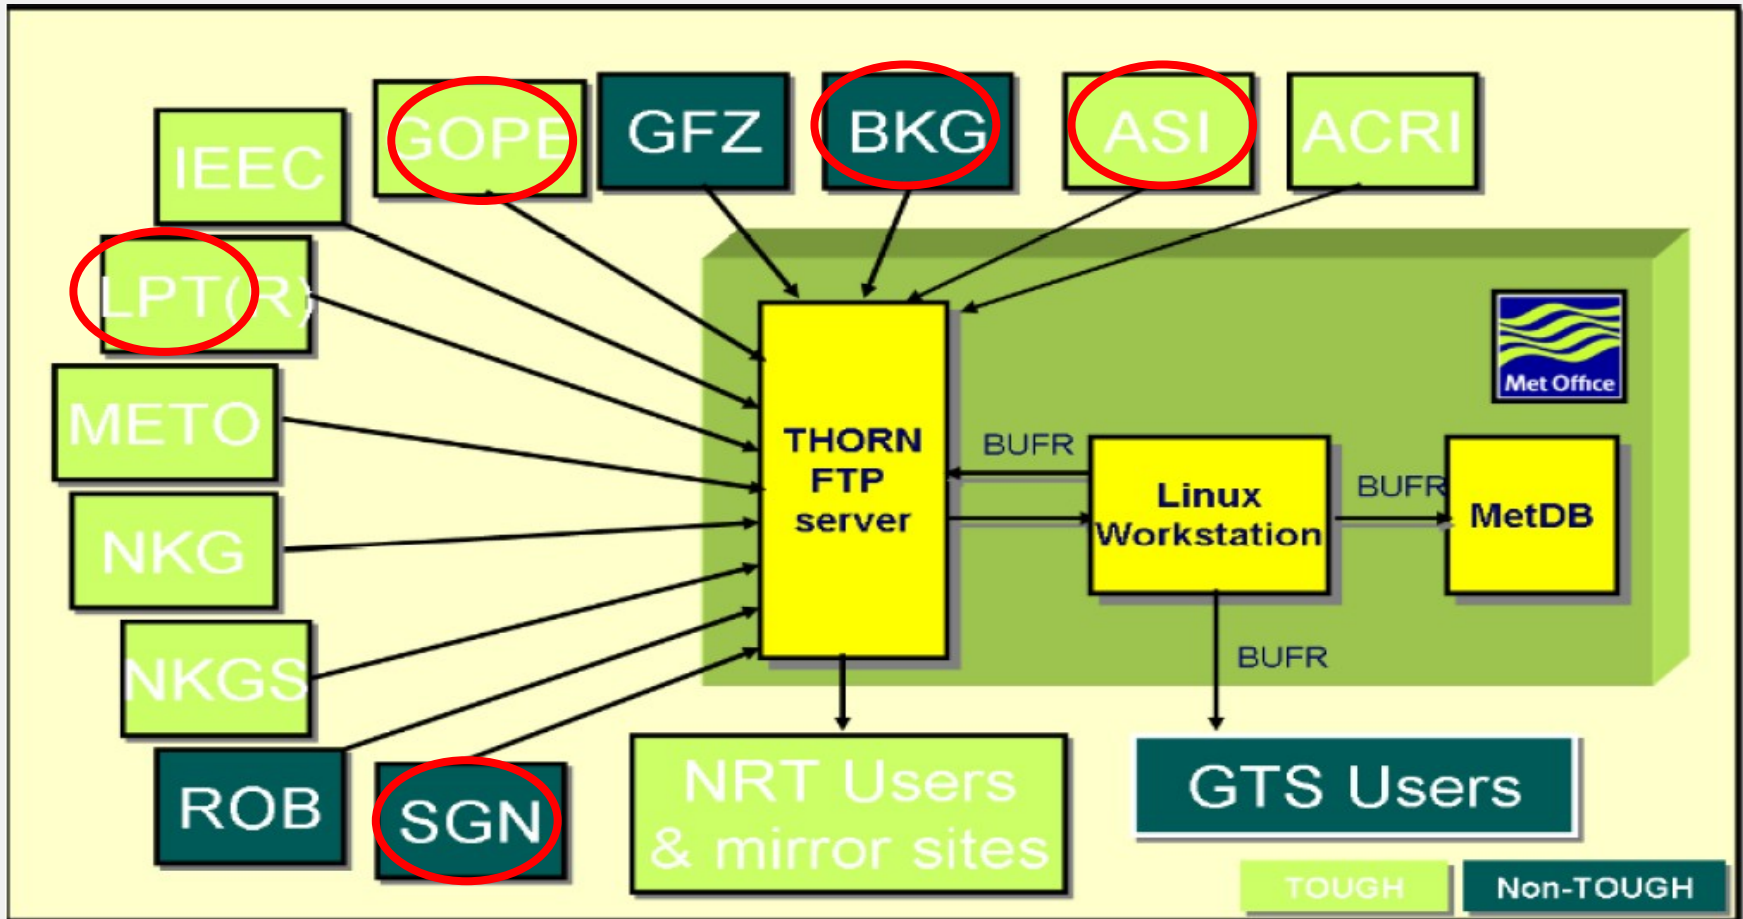 GOPE
GFZ
BKG
ASI
ACRI
IEEC
LPT(R)
METO
NKG
NKGS
ROB
SGN
THORN
FTP
server
BUFR
Linux
Workstation
BUFR
MetDB
Met Office
BUFR
NRT Users
& mirror sites
GTS Users
TOUGH
Non-TOUGH